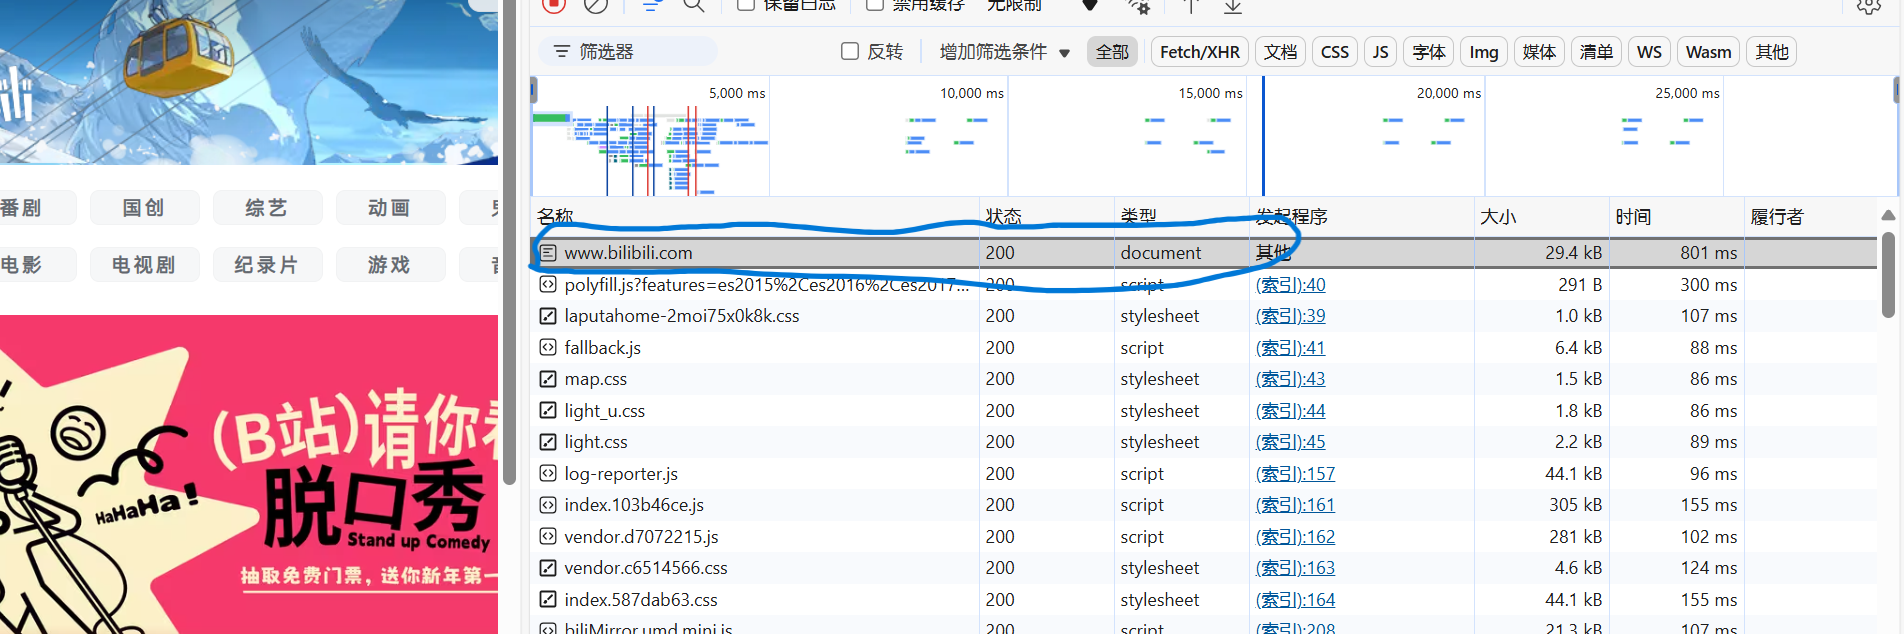 保留日志 禁用缓存 无限制
筛选器 反转 增加筛选条件 全部 Fetch/XHR 文档 CSS JS 字体 Img 媒体 清单 WS Wasm 其他
5,000 ms 10,000 ms 15,000 ms 20,000 ms 25,000 ms
名称 状态 类型 发起程序 大小 时间 履行者
www.bilibili.com 200 document 其他 29.4 kB 801 ms
polyfill.js?features=es2015%2Ces2016%2Ces2017... 200 script (索引):40 291 B 300 ms
laputahome-2moi75x0k8k.css 200 stylesheet (索引):39 1.0 kB 107 ms
fallback.js 200 script (索引):41 6.4 kB 88 ms
map.css 200 stylesheet (索引):43 1.5 kB 86 ms
light_u.css 200 stylesheet (索引):44 1.8 kB 86 ms
light.css 200 stylesheet (索引):45 2.2 kB 89 ms
log-reporter.js 200 script (索引):157 44.1 kB 96 ms
index.103b46ce.js 200 script (索引):161 305 kB 155 ms
vendor.d7072215.js 200 script (索引):162 281 kB 102 ms
vendor.c6514566.css 200 stylesheet (索引):163 4.6 kB 124 ms
index.587dab63.css 200 stylesheet (索引):164 44.1 kB 155 ms
biliMirror.umd.mini.js 200 script (索引):208 21.3 kB 107 ms
番剧 国创 综艺 动画
电影 电视剧 纪录片 游戏
(B站)请你看
脱口秀
HaHaHa!
Stand up Comedy
抽取免费门票，送你新年第一